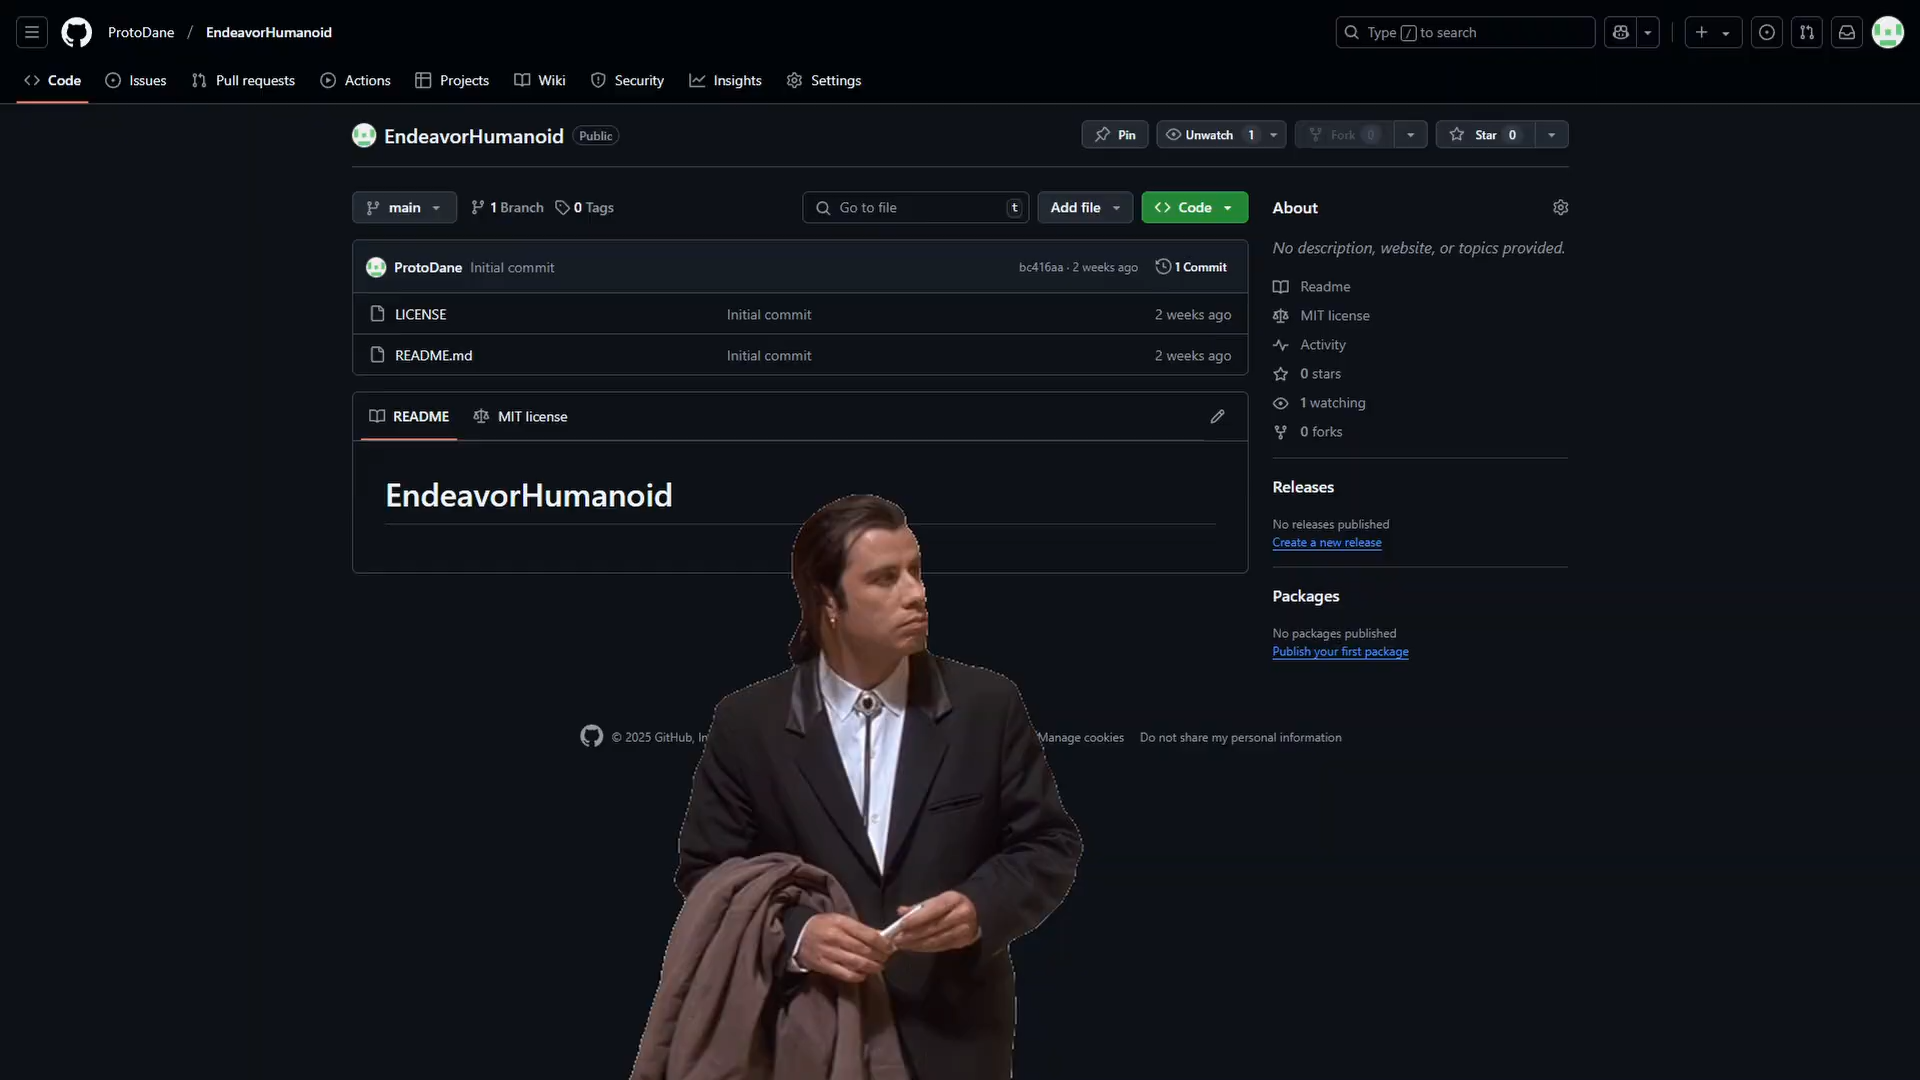 ProtoDane / EndeavorHumanoid
Type / to search
Code Issues Pull requests Actions Projects Wiki Security Insights Settings
EndeavorHumanoid Public
Pin Unwatch 1 Fork 0 Star 0
main 1 Branch 0 Tags Go to file t Add file Code
ProtoDane Initial commit bc416aa · 2 weeks ago 1 Commit
LICENSE Initial commit 2 weeks ago
README.md Initial commit 2 weeks ago
README MIT license
EndeavorHumanoid
About
No description, website, or topics provided.
Readme
MIT license
Activity
0 stars
1 watching
0 forks
Releases
No releases published
Create a new release
Packages
No packages published
Publish your first package
© 2025 GitHub, Manage cookies Do not share my personal information